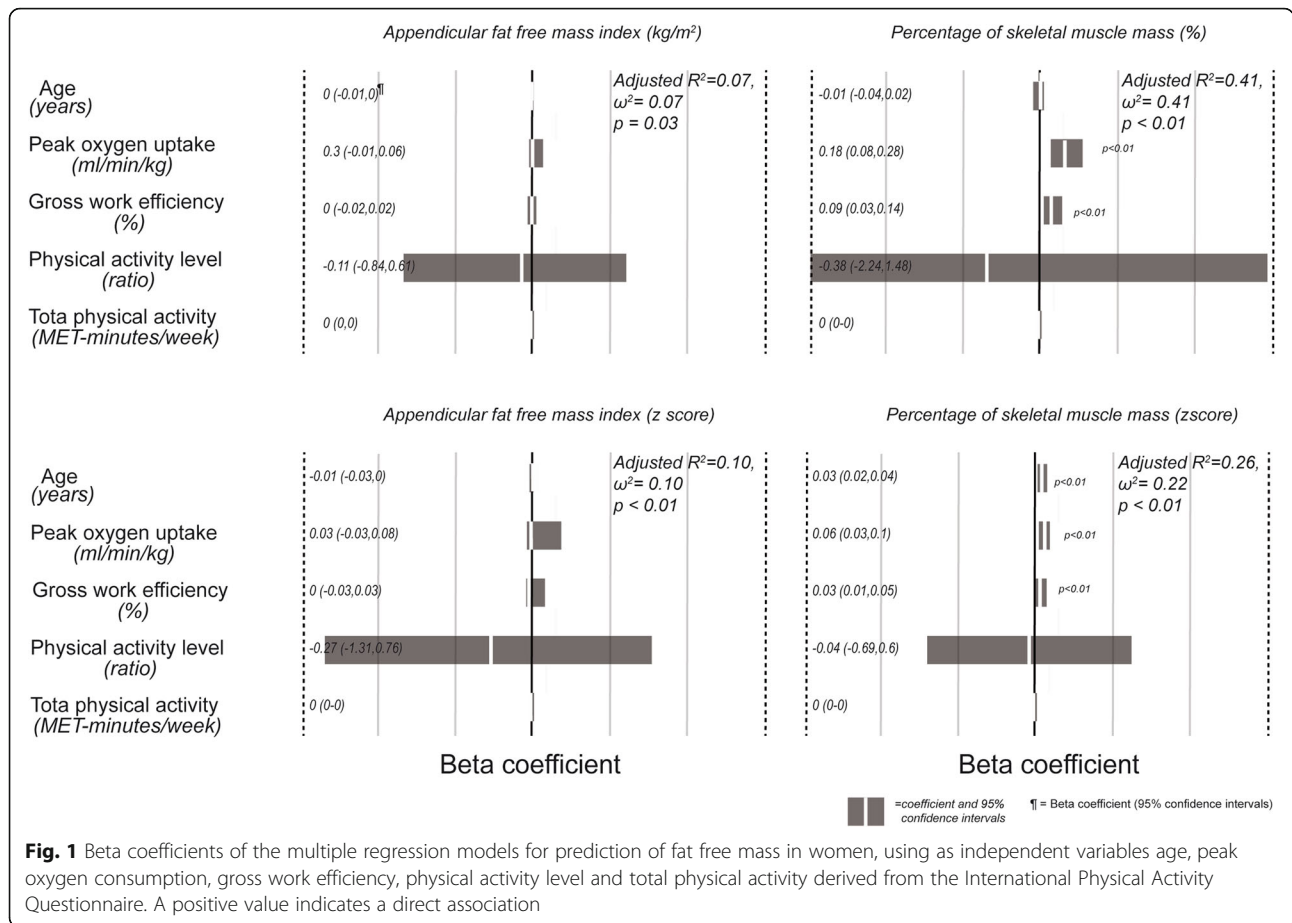 Appendicular fat free mass index (kg/m²)
Percentage of skeletal muscle mass (%)
Age
(years)
0 (-0.01,0)¶
Adjusted R²=0.07,
ω²= 0.07
p = 0.03
-0.01 (-0.04,0.02)
Adjusted R²=0.41,
ω²= 0.41
p < 0.01
Peak oxygen uptake
(ml/min/kg)
0.3 (-0.01,0.06)
0.18 (0.08,0.28)
p<0.01
Gross work efficiency
(%)
0 (-0.02,0.02)
0.09 (0.03,0.14)
p<0.01
Physical activity level
(ratio)
-0.11 (-0.84,0.61)
-0.38 (-2.24,1.48)
Tota physical activity
(MET-minutes/week)
0 (0,0)
0 (0-0)
Appendicular fat free mass index (z score)
Percentage of skeletal muscle mass (zscore)
Age
(years)
-0.01 (-0.03,0)
Adjusted R²=0.10,
ω²= 0.10
p < 0.01
0.03 (0.02,0.04)
p<0.01
Adjusted R²=0.26,
ω²= 0.22
p < 0.01
Peak oxygen uptake
(ml/min/kg)
0.03 (-0.03,0.08)
0.06 (0.03,0.1)
p<0.01
Gross work efficiency
(%)
0 (-0.03,0.03)
0.03 (0.01,0.05)
p<0.01
Physical activity level
(ratio)
-0.27 (-1.31,0.76)
-0.04 (-0.69,0.6)
Tota physical activity
(MET-minutes/week)
0 (0-0)
0 (0-0)
Beta coefficient
Beta coefficient
=coefficient and 95%
confidence intervals
¶ = Beta coefficient (95% confidence intervals)
Fig. 1 Beta coefficients of the multiple regression models for prediction of fat free mass in women, using as independent variables age, peak
oxygen consumption, gross work efficiency, physical activity level and total physical activity derived from the International Physical Activity
Questionnaire. A positive value indicates a direct association